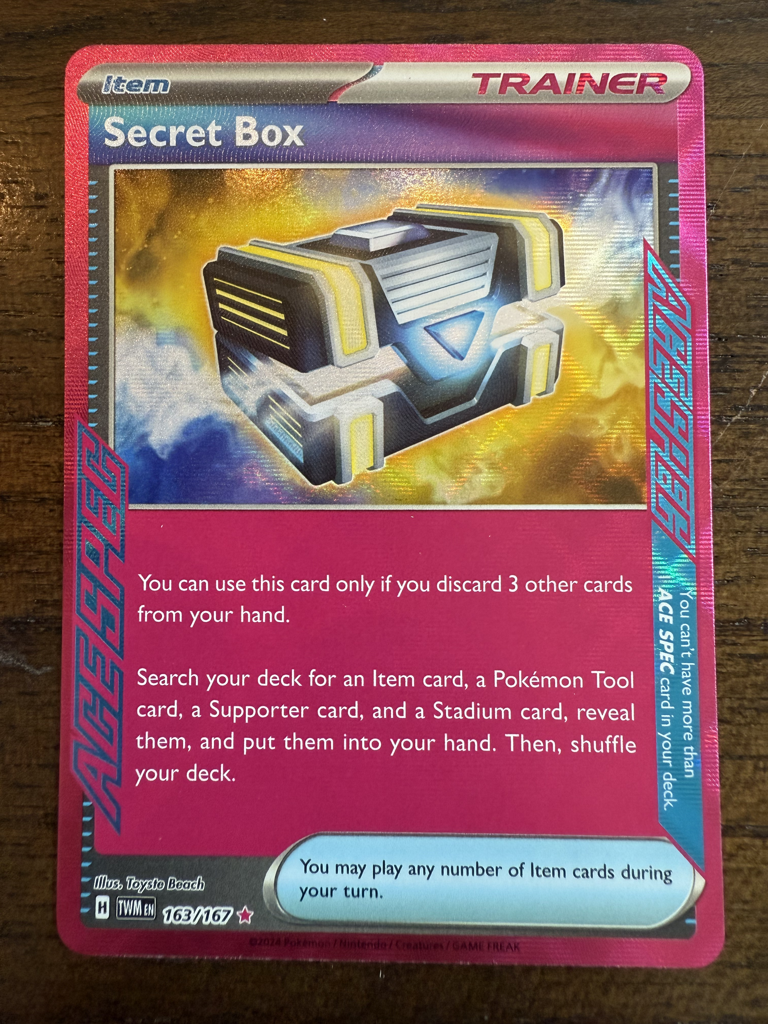 Item
TRAINER
Secret Box
ACE SPEC
ACE SPEC
You can use this card only if you discard 3 other cards
from your hand.
Search your deck for an Item card, a Pokémon Tool
card, a Supporter card, and a Stadium card, reveal
them, and put them into your hand. Then, shuffle
your deck.
You can't have more than
ACE SPEC card in your deck.
You may play any number of Item cards during
your turn.
Illus. Toyste Beach
H TWM EN 163/167
©2024 Pokémon / Nintendo / Creatures / GAME FREAK